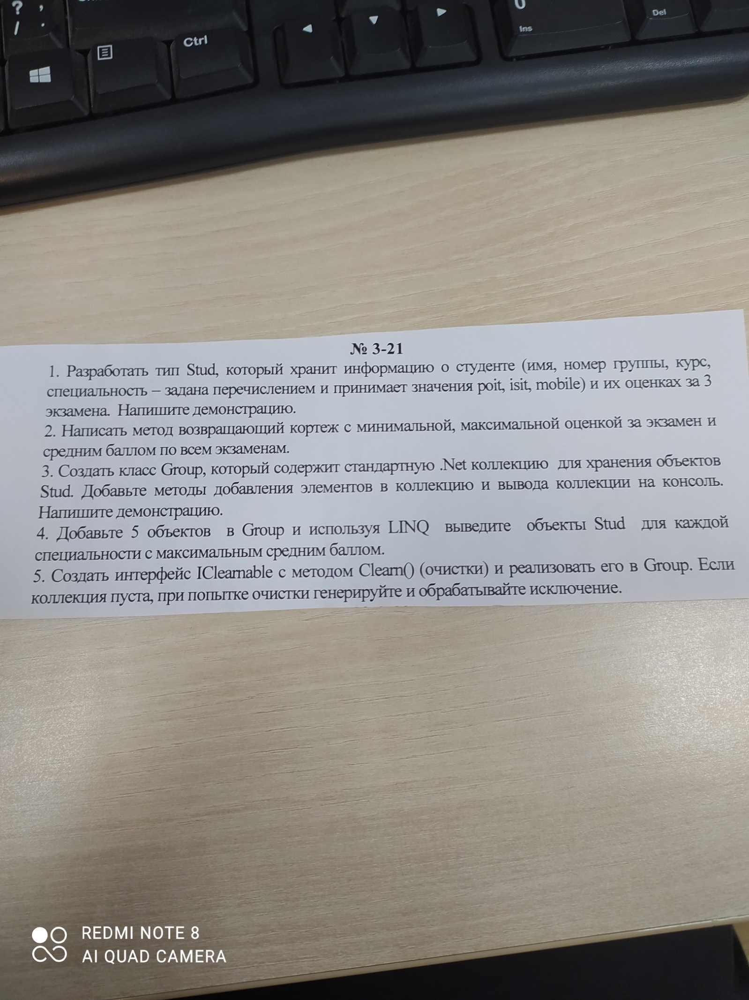 ? ,
/ .
Ctrl
0
Ins
Del
№ 3-21
1. Разработать тип Stud, который хранит информацию о студенте (имя, номер группы, курс,
специальность – задана перечислением и принимает значения poit, isit, mobile) и их оценках за 3
экзамена. Напишите демонстрацию.
2. Написать метод возвращающий кортеж с минимальной, максимальной оценкой за экзамен и
средним баллом по всем экзаменам.
3. Создать класс Group, который содержит стандартную .Net коллекцию для хранения объектов
Stud. Добавьте методы добавления элементов в коллекцию и вывода коллекции на консоль.
Напишите демонстрацию.
4. Добавьте 5 объектов в Group и используя LINQ выведите объекты Stud для каждой
специальности с максимальным средним баллом.
5. Создать интерфейс IClearnable с методом Clearn() (очистки) и реализовать его в Group. Если
коллекция пуста, при попытке очистки генерируйте и обрабатывайте исключение.
REDMI NOTE 8
AI QUAD CAMERA